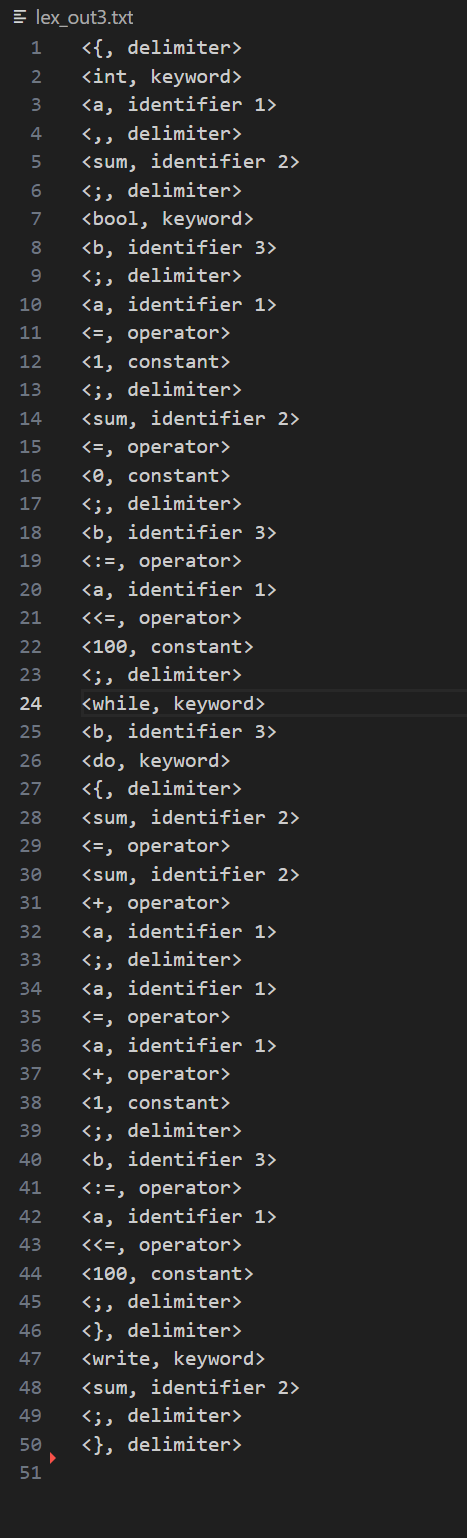 lex_out3.txt
1 <{, delimiter>
2 <int, keyword>
3 <a, identifier 1>
4 <,, delimiter>
5 <sum, identifier 2>
6 <;, delimiter>
7 <bool, keyword>
8 <b, identifier 3>
9 <;, delimiter>
10 <a, identifier 1>
11 <=, operator>
12 <1, constant>
13 <;, delimiter>
14 <sum, identifier 2>
15 <=, operator>
16 <0, constant>
17 <;, delimiter>
18 <b, identifier 3>
19 <:=, operator>
20 <a, identifier 1>
21 <<=, operator>
22 <100, constant>
23 <;, delimiter>
24 <while, keyword>
25 <b, identifier 3>
26 <do, keyword>
27 <{, delimiter>
28 <sum, identifier 2>
29 <=, operator>
30 <sum, identifier 2>
31 <+, operator>
32 <a, identifier 1>
33 <;, delimiter>
34 <a, identifier 1>
35 <=, operator>
36 <a, identifier 1>
37 <+, operator>
38 <1, constant>
39 <;, delimiter>
40 <b, identifier 3>
41 <:=, operator>
42 <a, identifier 1>
43 <<=, operator>
44 <100, constant>
45 <;, delimiter>
46 <}, delimiter>
47 <write, keyword>
48 <sum, identifier 2>
49 <;, delimiter>
50 <}, delimiter>
51